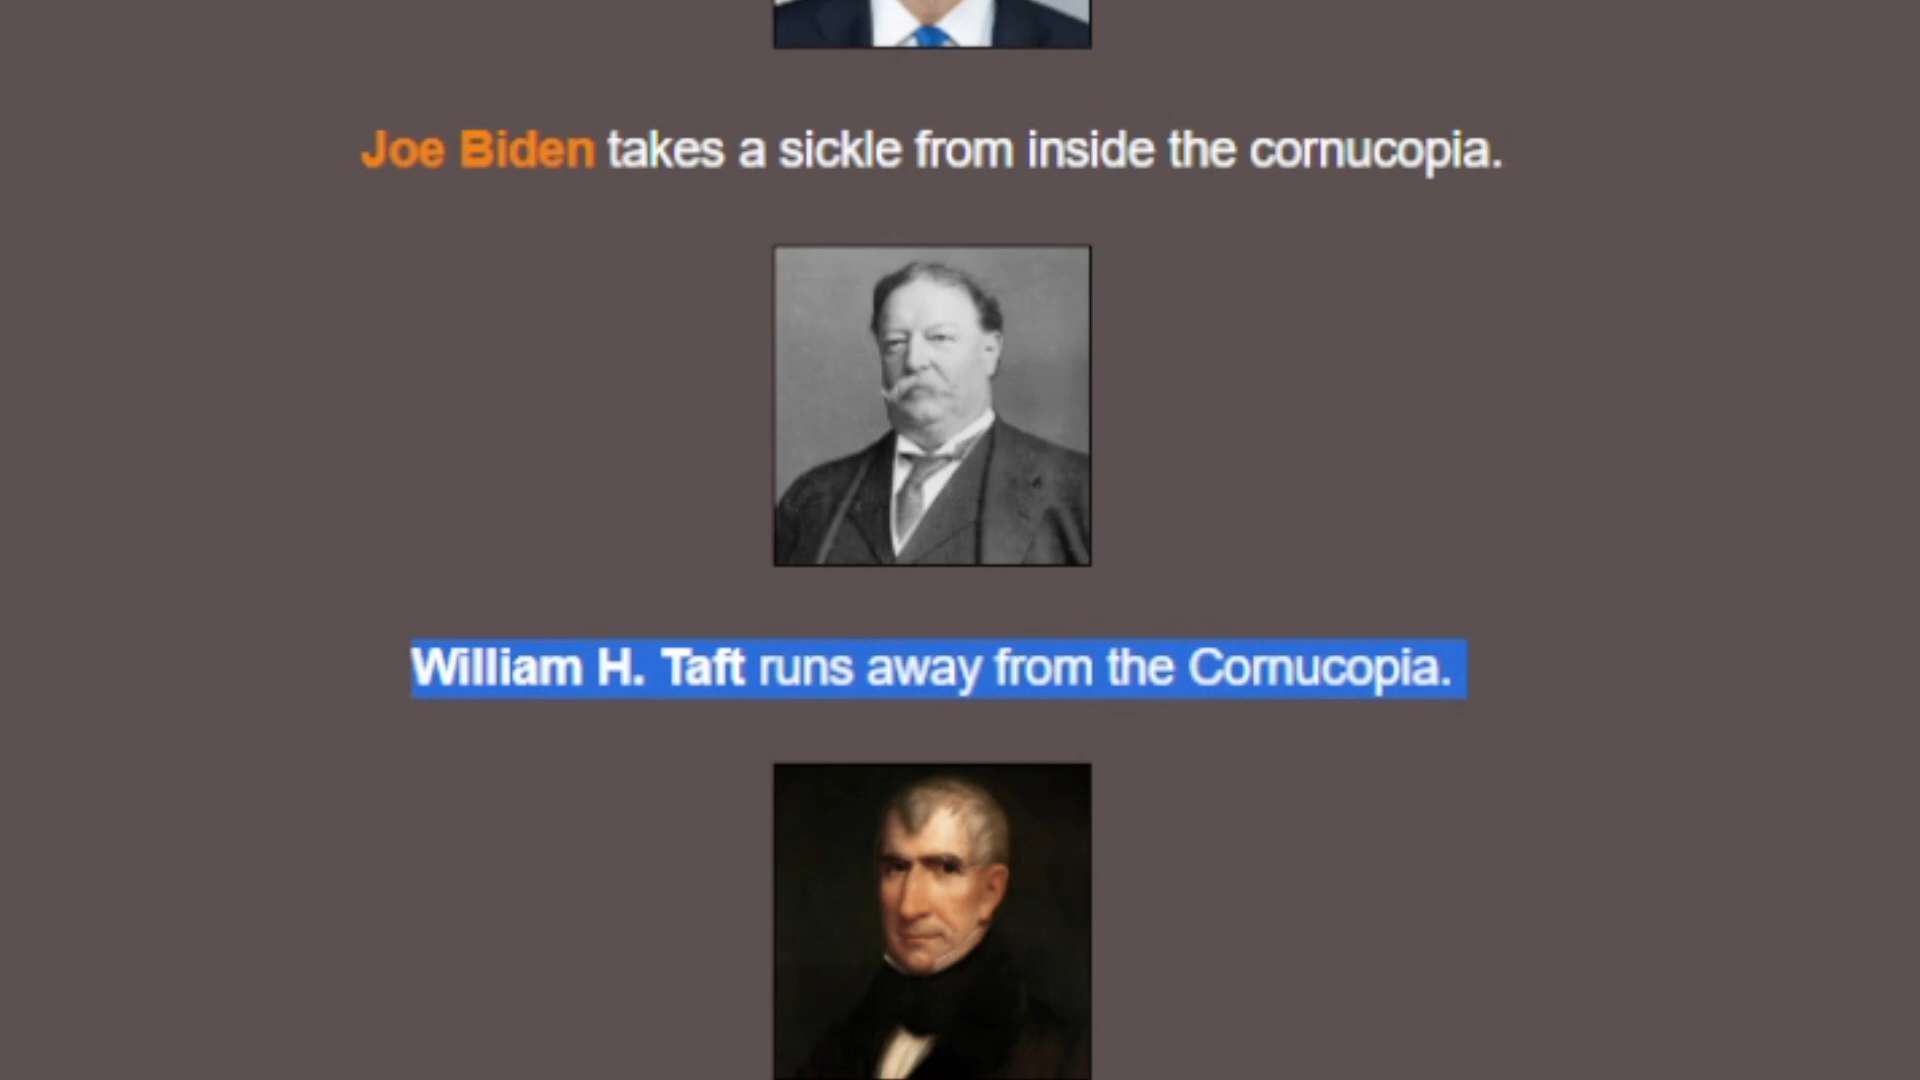 Joe Biden takes a sickle from inside the cornucopia.
William H. Taft runs away from the Cornucopia.